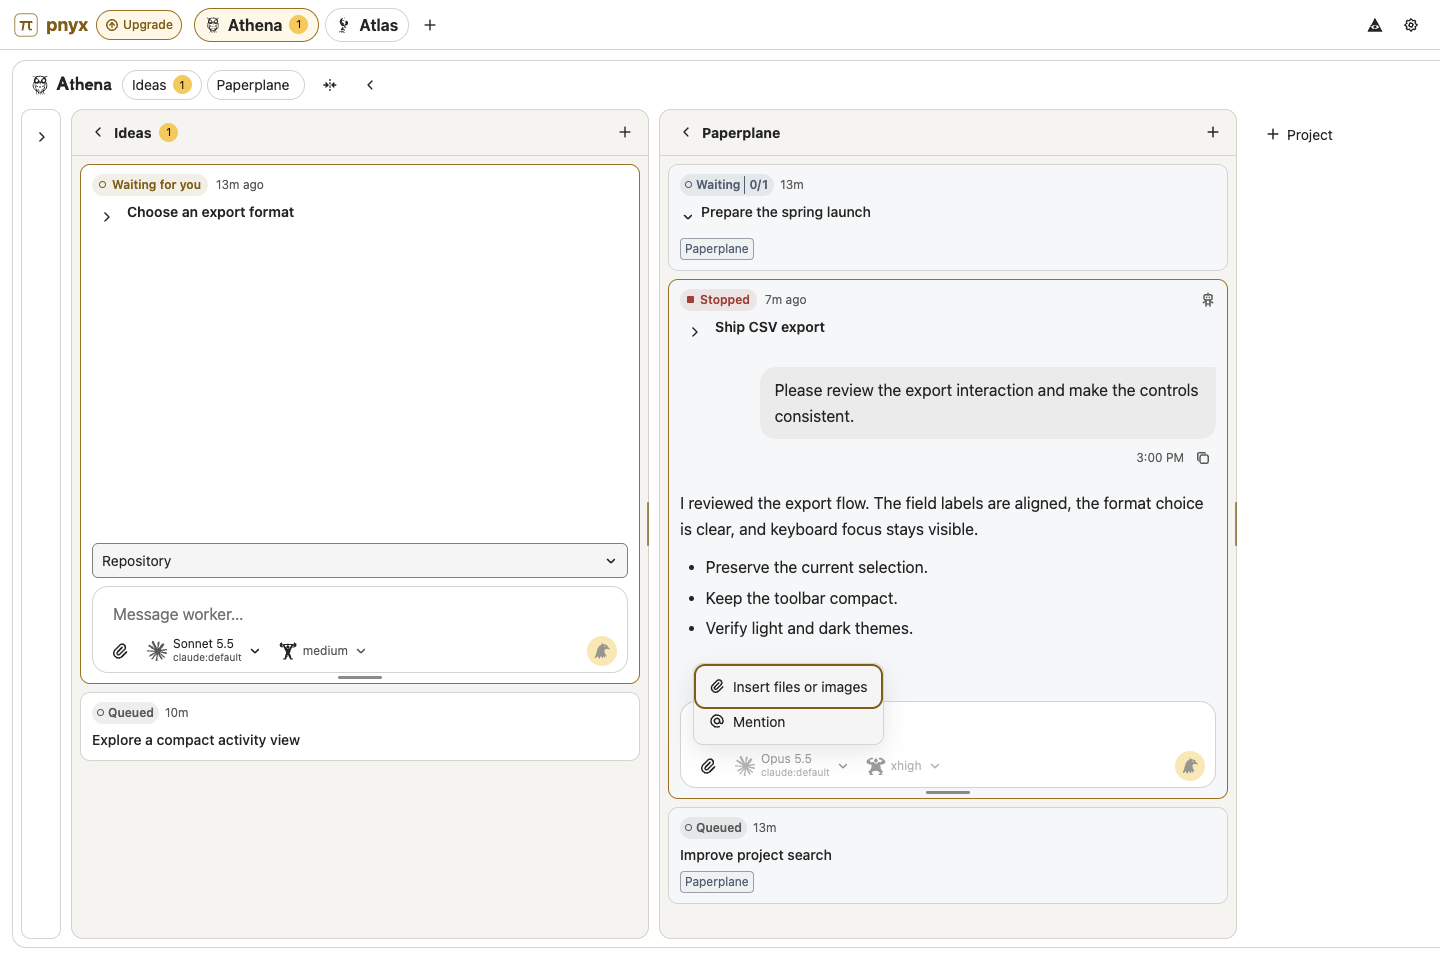 π pnyx
Upgrade
Athena 1
Atlas
Athena
Ideas 1
Paperplane
Ideas 1
Waiting for you 13m ago
Choose an export format
Repository
Message worker...
Sonnet 5.5
claude:default
medium
Queued 10m
Explore a compact activity view
Paperplane
Waiting 0/1 13m
Prepare the spring launch
Paperplane
Stopped 7m ago
Ship CSV export
Please review the export interaction and make the controls
consistent.
3:00 PM
I reviewed the export flow. The field labels are aligned, the format choice
is clear, and keyboard focus stays visible.
• Preserve the current selection.
• Keep the toolbar compact.
• Verify light and dark themes.
Insert files or images
@ Mention
Opus 5.5
claude:default
xhigh
Queued 13m
Improve project search
Paperplane
+ Project